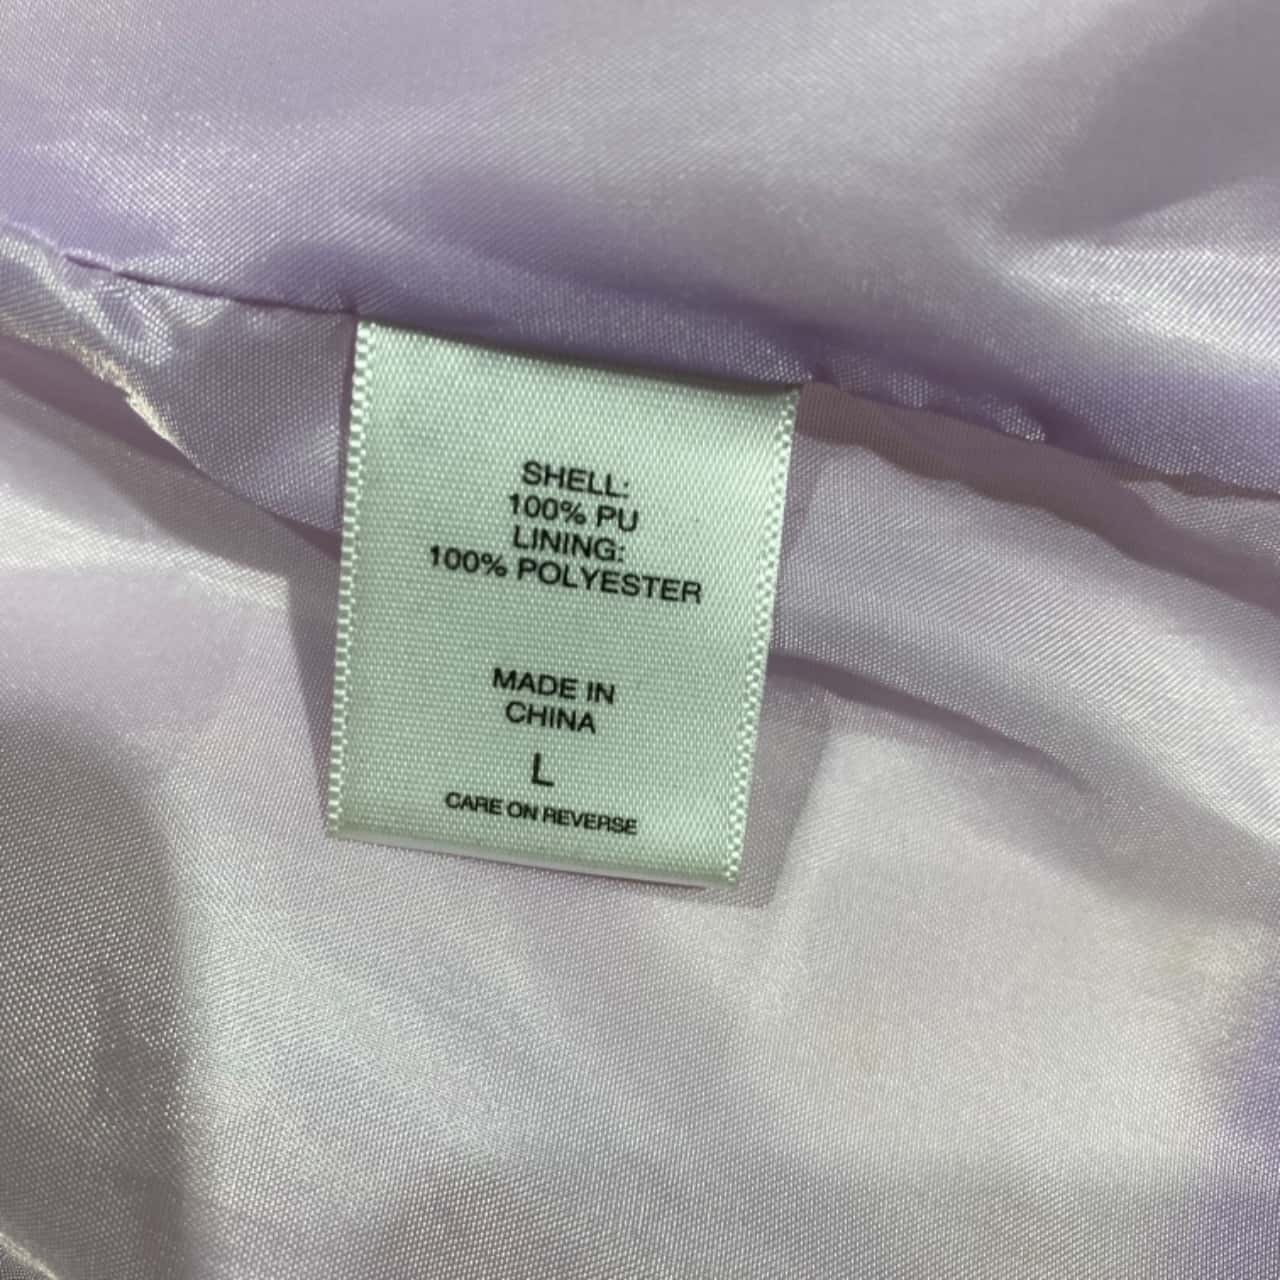 SHELL:
100% PU
LINING:
100% POLYESTER
MADE IN
CHINA
L
CARE ON REVERSE